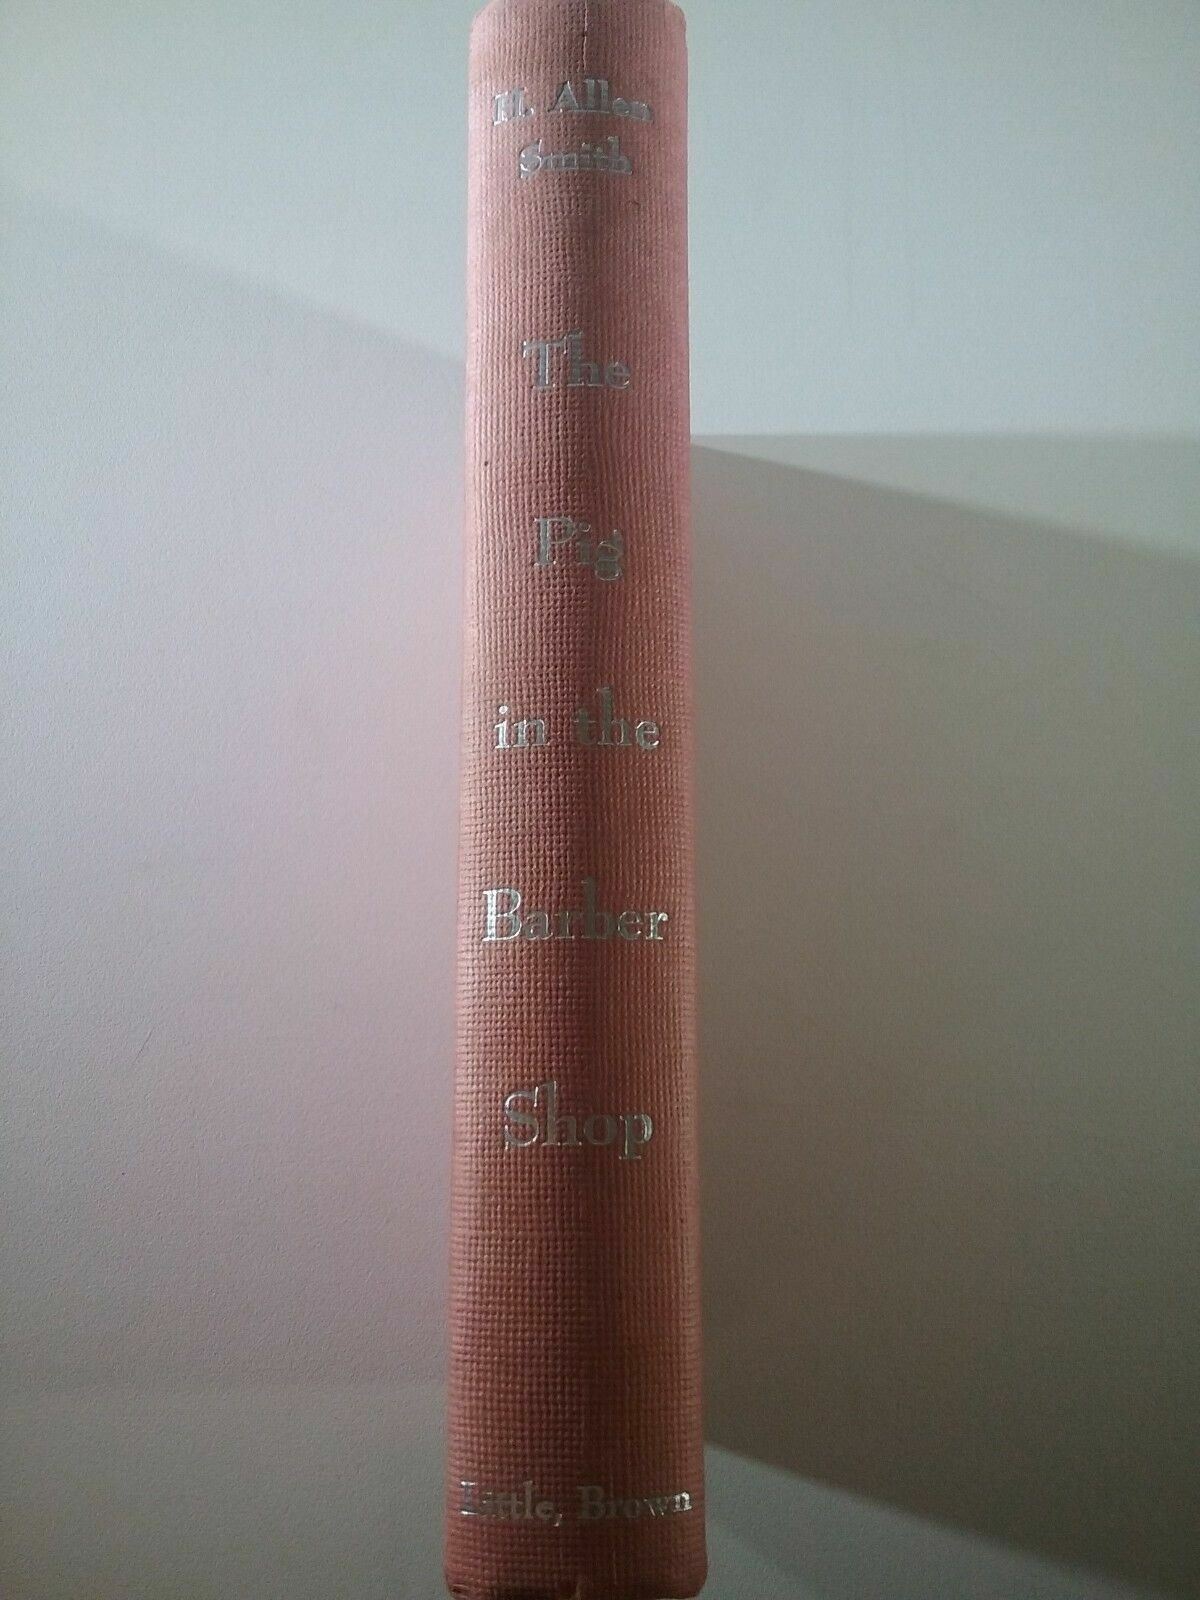 H. Allen
Smith
The
Pig
in the
Barber
Shop
Little, Brown